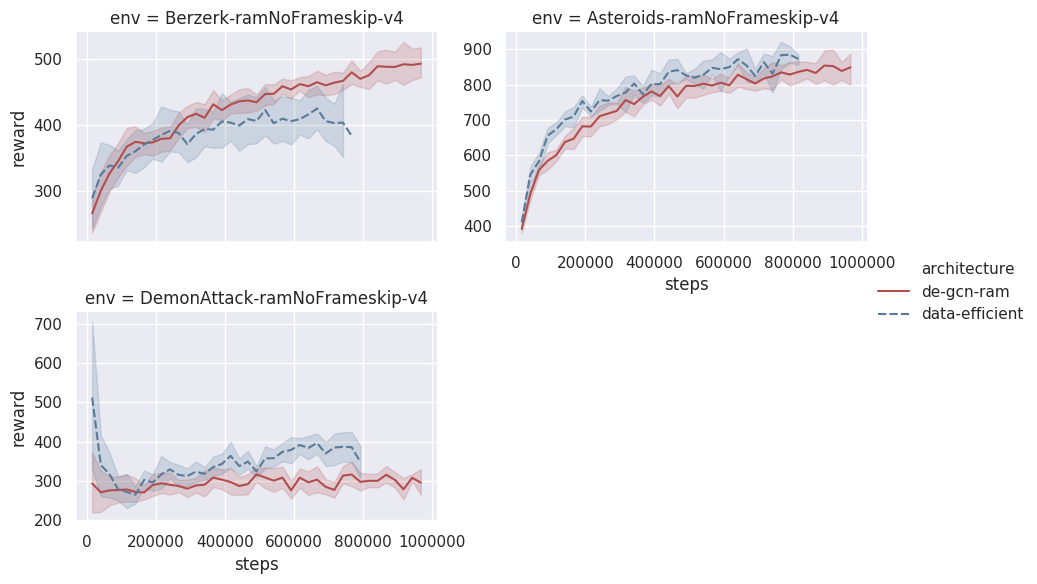 env = Berzerk-ramNoFrameskip-v4
500
400
300
reward
env = Asteroids-ramNoFrameskip-v4
900
800
700
600
500
400
0 200000 400000 600000 800000 1000000
steps
architecture
de-gcn-ram
data-efficient
env = DemonAttack-ramNoFrameskip-v4
700
600
500
400
300
200
reward
0 200000 400000 600000 800000 1000000
steps